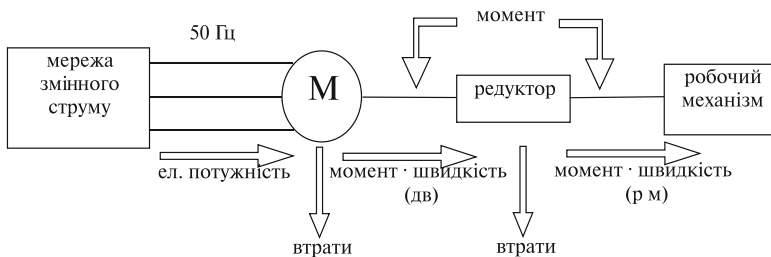 момент
50 Гц
мережа
змінного
струму
М
редуктор
робочий
механізм
ел. потужність
момент · швидкість
(дв)
момент · швидкість
(р м)
втрати
втрати